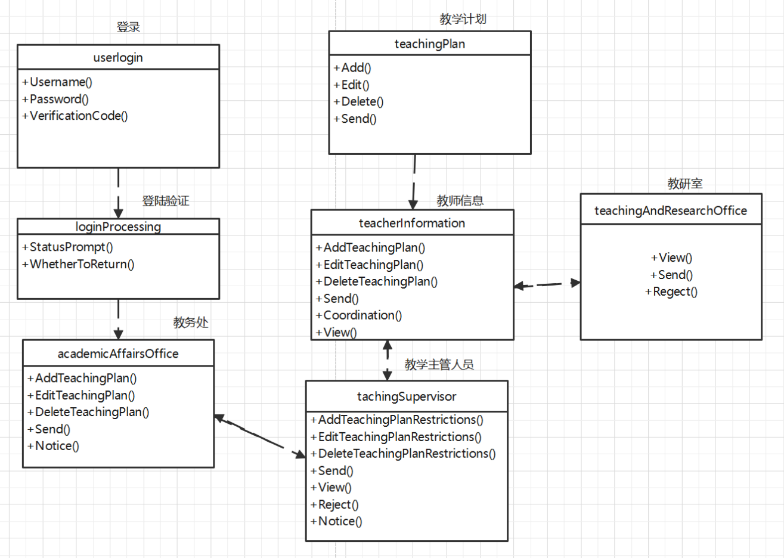 登录
userlogin
+Username()
+Password()
+VerificationCode()
登陆验证
loginProcessing
+StatusPrompt()
+WhetherToReturn()
教务处
academicAffairsOffice
+AddTeachingPlan()
+EditTeachingPlan()
+DeleteTeachingPlan()
+Send()
+Notice()
教学计划
teachingPlan
+Add()
+Edit()
+Delete()
+Send()
教师信息
teacherInformation
+AddTeachingPlan()
+EditTeachingPlan()
+DeleteTeachingPlan()
+Send()
+Coordination()
+View()
教学主管人员
tachingSupervisor
+AddTeachingPlanRestrictions()
+EditTeachingPlanRestrictions()
+DeleteTeachingPlanRestrictions()
+Send()
+View()
+Reject()
+Notice()
教研室
teachingAndResearchOffice
+View()
+Send()
+Regect()